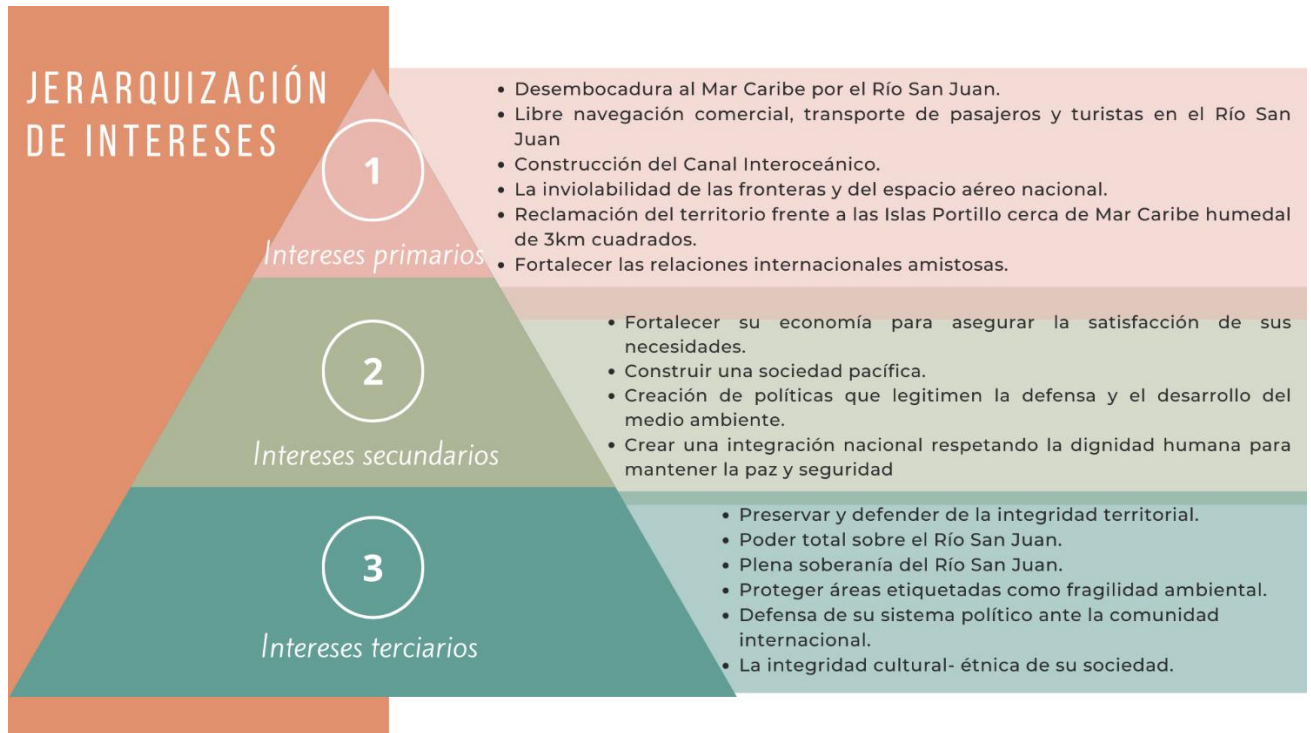 JERARQUIZACIÓN
DE INTERESES
1
Intereses primarios
• Desembocadura al Mar Caribe por el Río San Juan.
• Libre navegación comercial, transporte de pasajeros y turistas en el Río San
Juan
• Construcción del Canal Interoceánico.
• La inviolabilidad de las fronteras y del espacio aéreo nacional.
• Reclamación del territorio frente a las Islas Portillo cerca de Mar Caribe humedal
de 3km cuadrados.
• Fortalecer las relaciones internacionales amistosas.
2
Intereses secundarios
• Fortalecer su economía para asegurar la satisfacción de sus
necesidades.
• Construir una sociedad pacífica.
• Creación de políticas que legitimen la defensa y el desarrollo del
medio ambiente.
• Crear una integración nacional respetando la dignidad humana para
mantener la paz y seguridad
3
Intereses terciarios
• Preservar y defender de la integridad territorial.
• Poder total sobre el Río San Juan.
• Plena soberanía del Río San Juan.
• Proteger áreas etiquetadas como fragilidad ambiental.
• Defensa de su sistema político ante la comunidad
internacional.
• La integridad cultural- étnica de su sociedad.